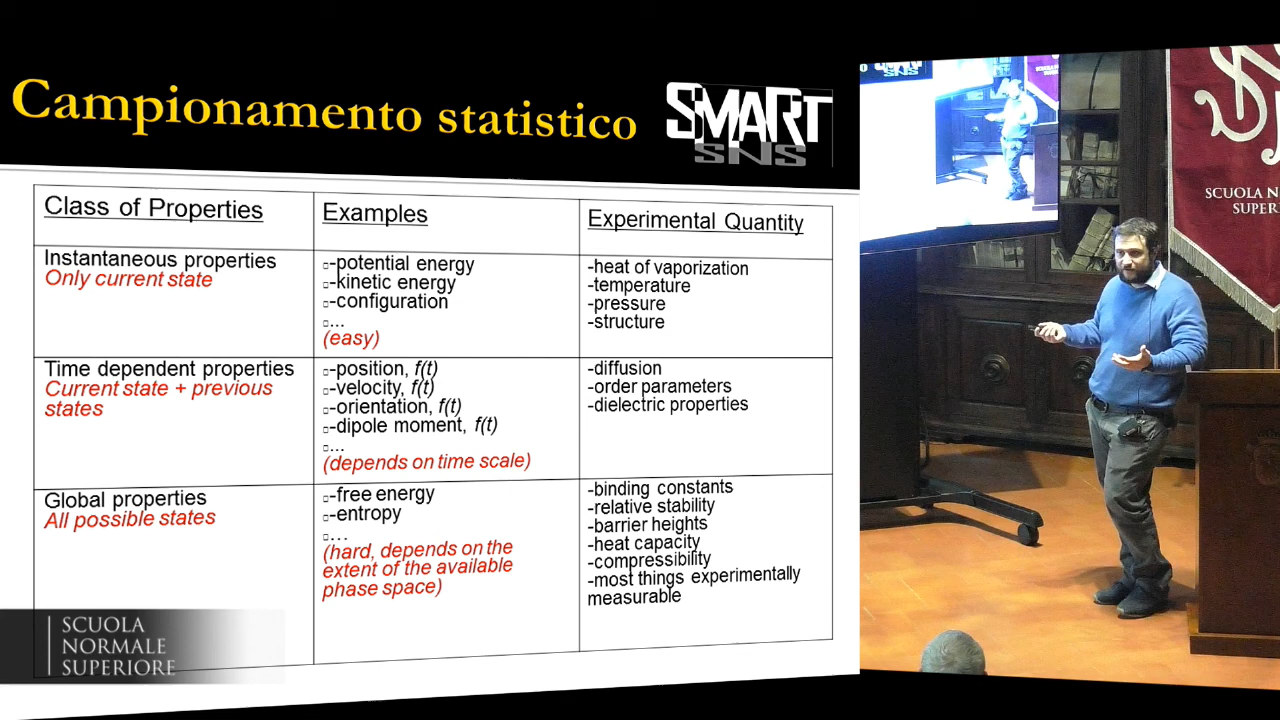 Campionamento statistico
SMART
SNS
Class of Properties
Examples
Experimental Quantity
Instantaneous properties
Only current state
-potential energy
-kinetic energy
-configuration
...
(easy)
-heat of vaporization
-temperature
-pressure
-structure
Time dependent properties
Current state + previous
states
-position, f(t)
-velocity, f(t)
-orientation, f(t)
-dipole moment, f(t)
...
(depends on time scale)
-diffusion
-order parameters
-dielectric properties
Global properties
All possible states
-free energy
-entropy
...
(hard, depends on the
extent of the available
phase space)
-binding constants
-relative stability
-barrier heights
-heat capacity
-compressibility
-most things experimentally
measurable
SCUOLA
NORMALE
SUPERIORE
SNS
SCUOLA NO
SUPER